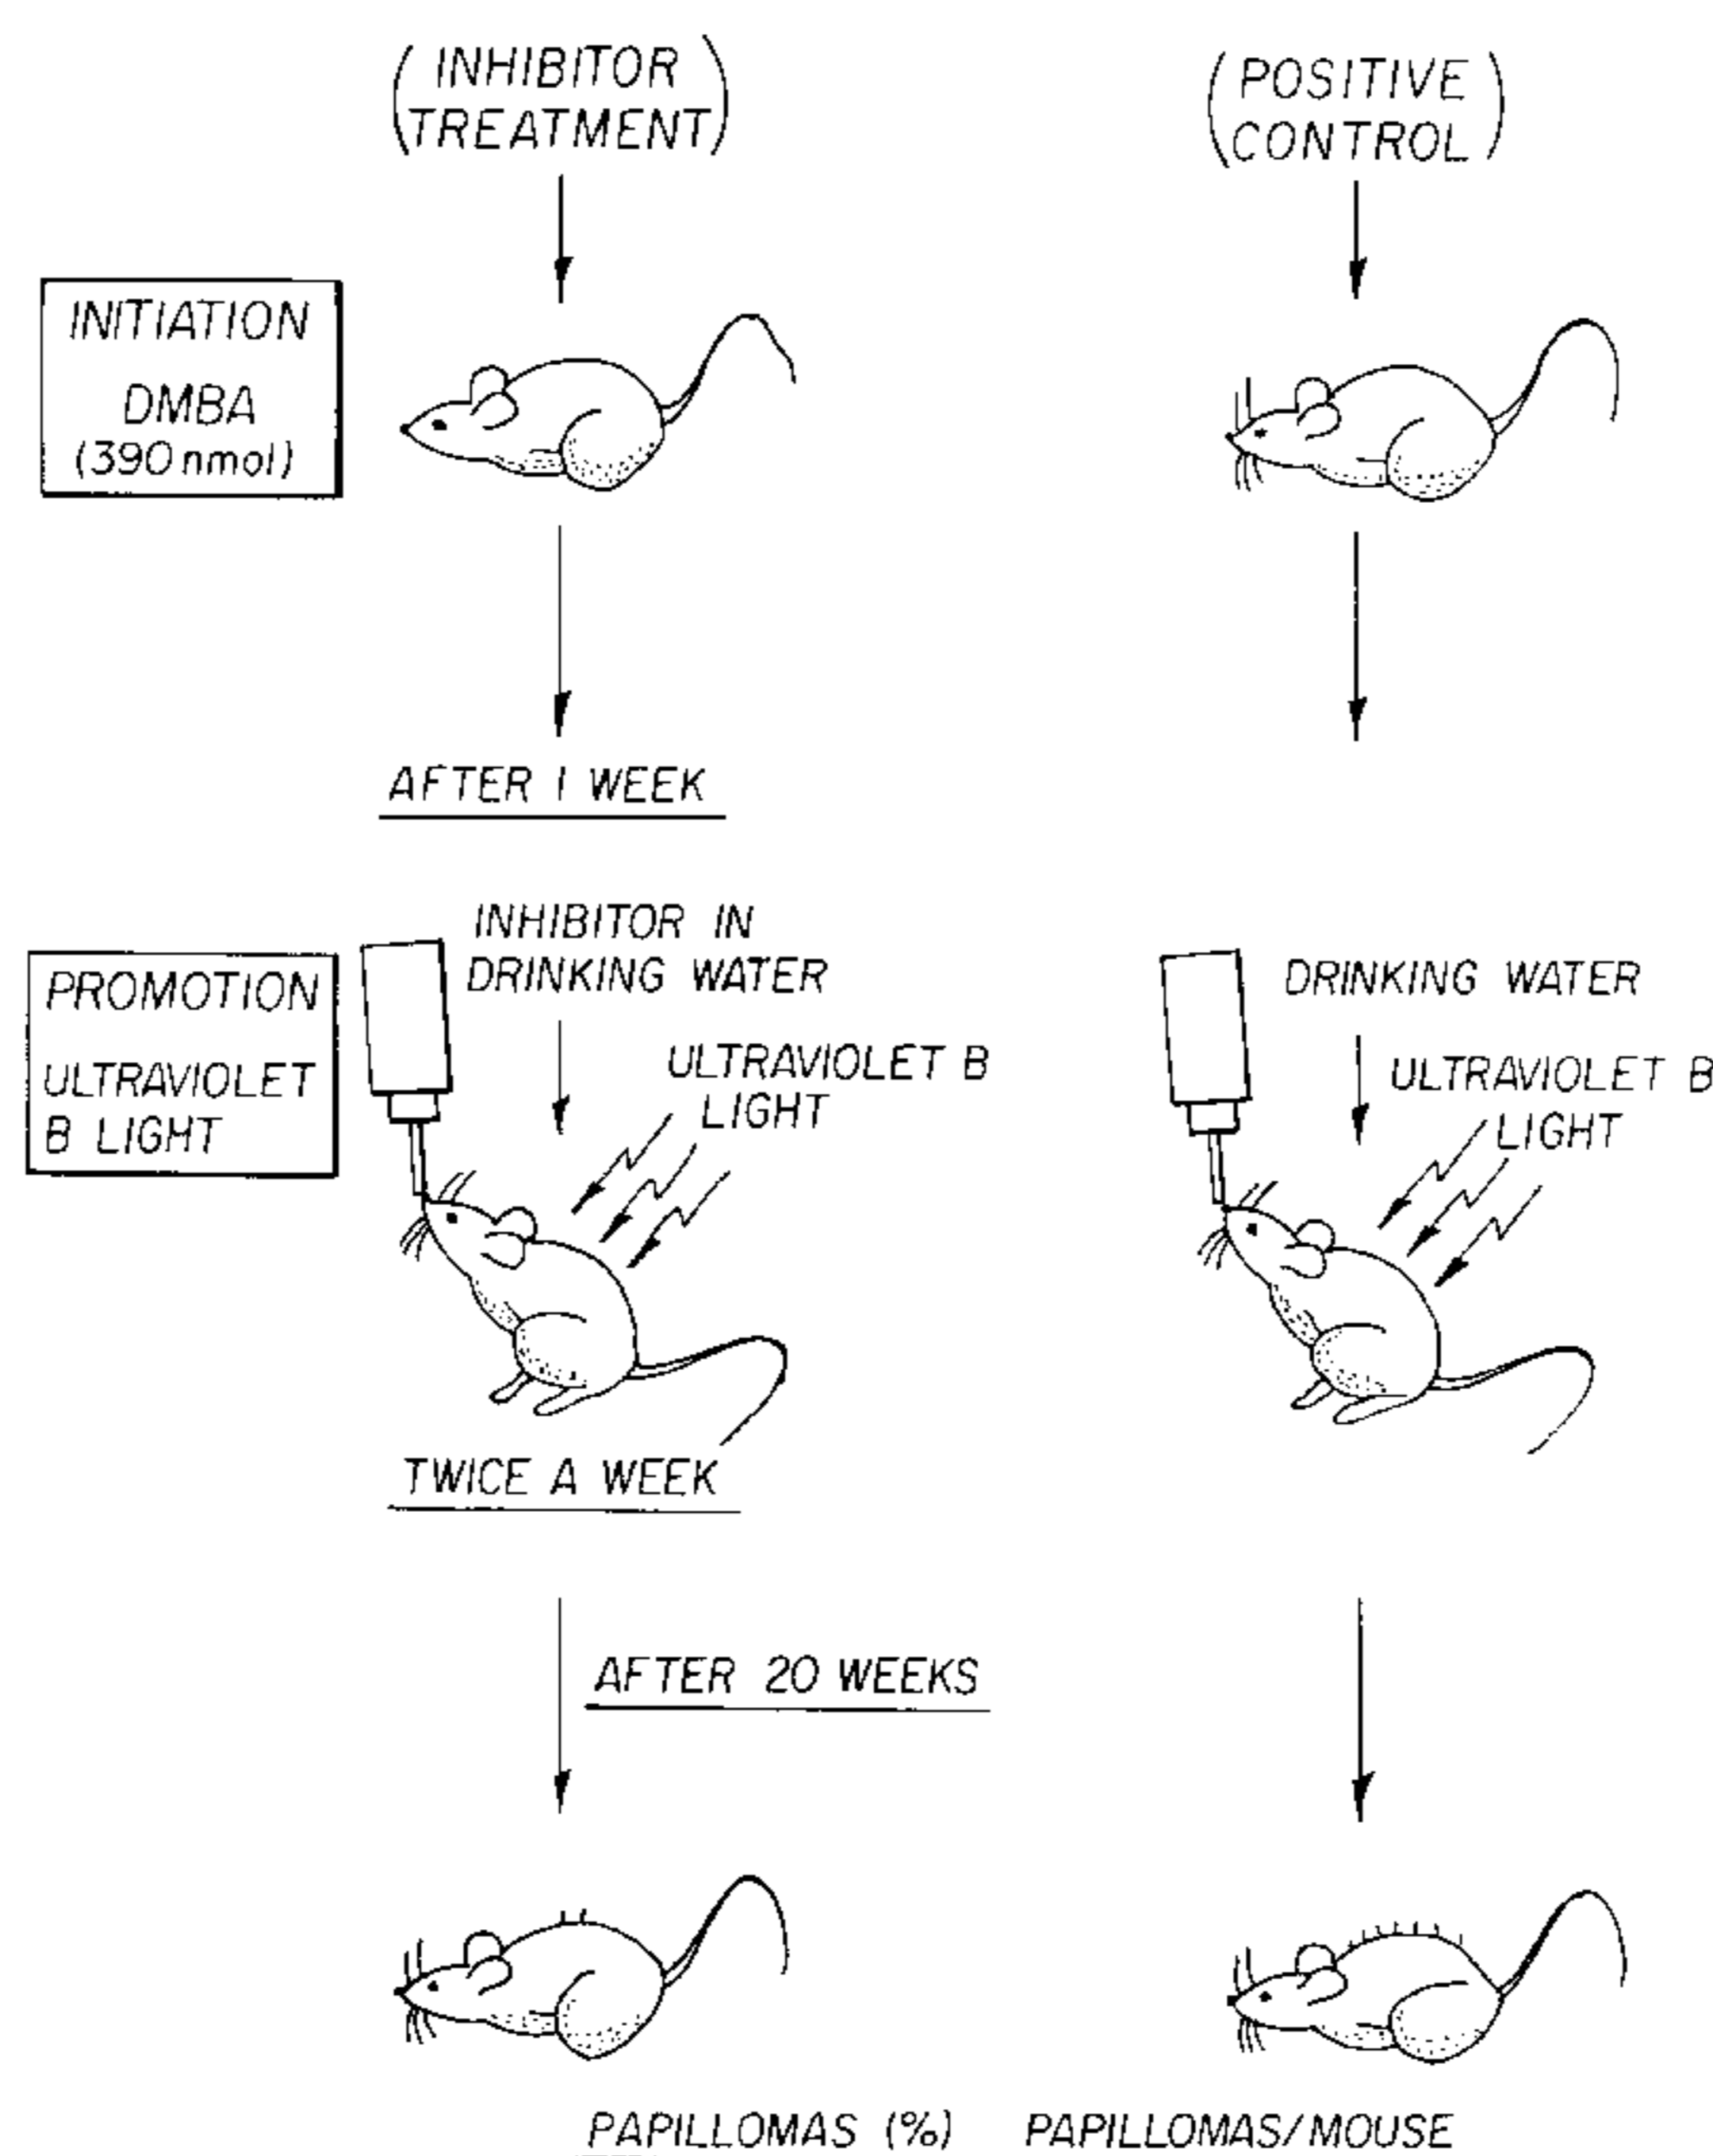 (INHIBITOR
TREATMENT)
(POSITIVE
CONTROL)
INITIATION
DMBA
(390 nmol)
AFTER 1 WEEK
PROMOTION
ULTRAVIOLET
B LIGHT
INHIBITOR IN
DRINKING WATER
ULTRAVIOLET B
LIGHT
DRINKING WATER
ULTRAVIOLET B
LIGHT
TWICE A WEEK
AFTER 20 WEEKS
PAPILLOMAS (%) PAPILLOMAS/MOUSE